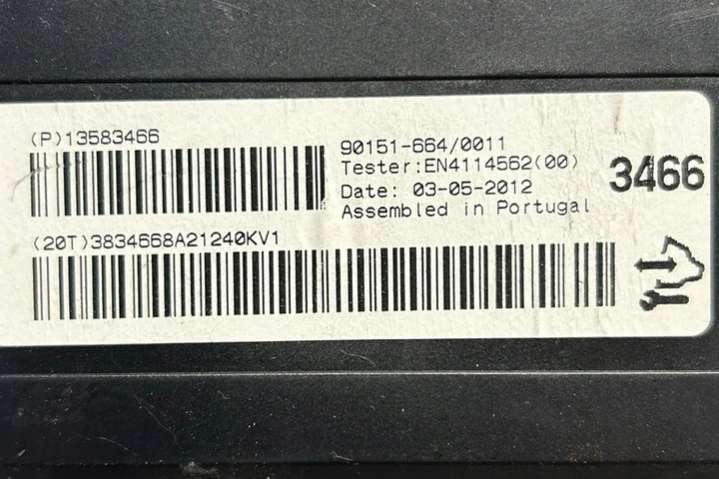 (P)13583466
90151-664/0011
Tester:EN4114562(00)
Date: 03-05-2012
Assembled in Portugal
3466
(20T)3834668A21240KV1